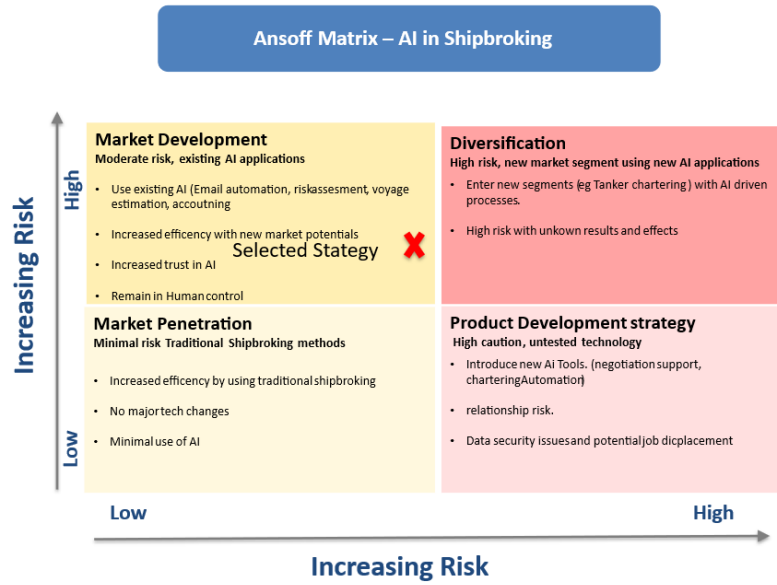 Ansoff Matrix – AI in Shipbroking
Increasing Risk
High
Low
Market Development
Moderate risk, existing AI applications
• Use existing AI (Email automation, riskassesment, voyage
estimation, accoutning
• Increased efficency with new market potentials
Selected Stategy
• Increased trust in AI
• Remain in Human control
Diversification
High risk, new market segment using new AI applications
• Enter new segments (eg Tanker chartering) with AI driven
processes.
• High risk with unkown results and effects
Market Penetration
Minimal risk Traditional Shipbroking methods
• Increased efficency by using traditional shipbroking
• No major tech changes
• Minimal use of AI
Product Development strategy
High caution, untested technology
• Introduce new Ai Tools. (negotiation support,
charteringAutomation)
• relationship risk.
• Data security issues and potential job dicplacement
Low
High
Increasing Risk